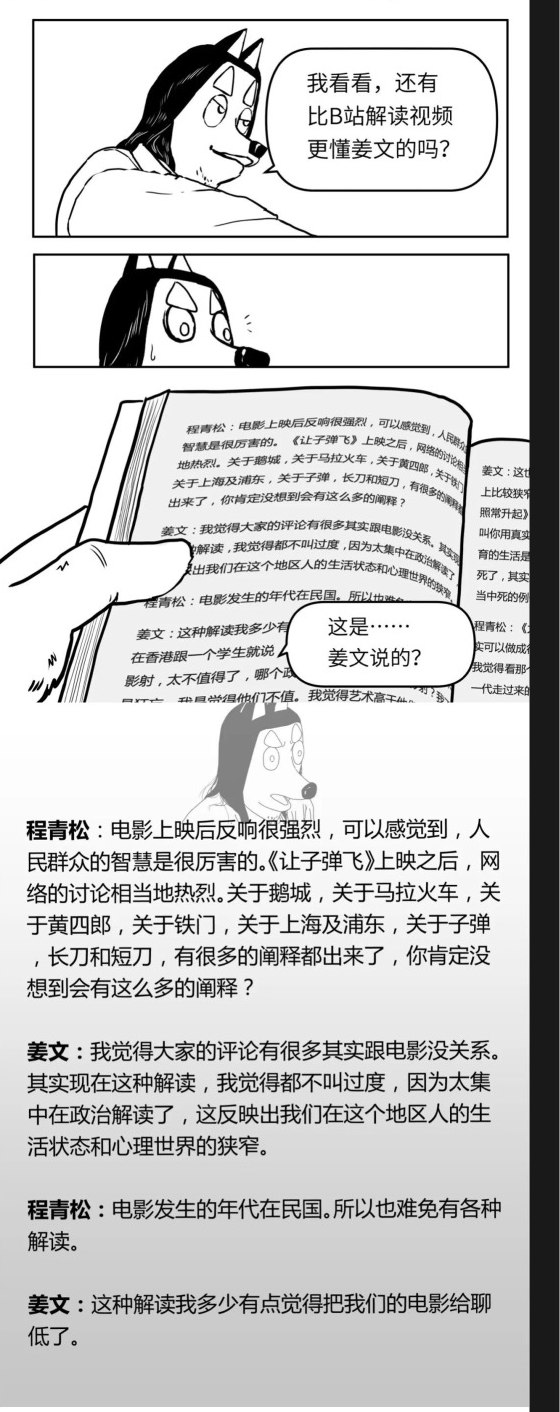 我看看，还有
比B站解读视频
更懂姜文的吗？
程青松：电影上映后反响很强烈，可以感觉到，人民群众
智慧是很厉害的。《让子弹飞》上映之后，网络的讨论相
地热烈。关于鹅城，关于马拉火车，关于黄四郎，关于铁门
关于上海及浦东，关于子弹，长刀和短刀，有很多的阐释都
出来了，你肯定没想到会有这么多的阐释？
姜文：我觉得大家的评论有很多其实跟电影没关系。其实现
的解读，我觉得都不叫过度，因为太集中在政治解读了
出我们在这个地区人的生活状态和心理世界的狭窄。
程青松：电影发生的年代在民国。所以也难免
姜文：这种解读我多少有
在香港跟一个学生就说
影射，太不值得了，哪个政
我是觉得他们不值。我觉得艺术高于
姜文：这也
上比较狭窄
照常升起》
叫你用真实
育的生活是
死了，其实
当中死的例
程青松：《
实可以做成
我觉得看那个
一代走过来的
这是……
姜文说的？
程青松：电影上映后反响很强烈，可以感觉到，人
民群众的智慧是很厉害的。《让子弹飞》上映之后，网
络的讨论相当地热烈。关于鹅城，关于马拉火车，关
于黄四郎，关于铁门，关于上海及浦东，关于子弹
，长刀和短刀，有很多的阐释都出来了，你肯定没
想到会有这么多的阐释？
姜文：我觉得大家的评论有很多其实跟电影没关系。
其实现在这种解读，我觉得都不叫过度，因为太集
中在政治解读了，这反映出我们在这个地区人的生
活状态和心理世界的狭窄。
程青松：电影发生的年代在民国。所以也难免有各种
解读。
姜文：这种解读我多少有点觉得把我们的电影给聊
低了。